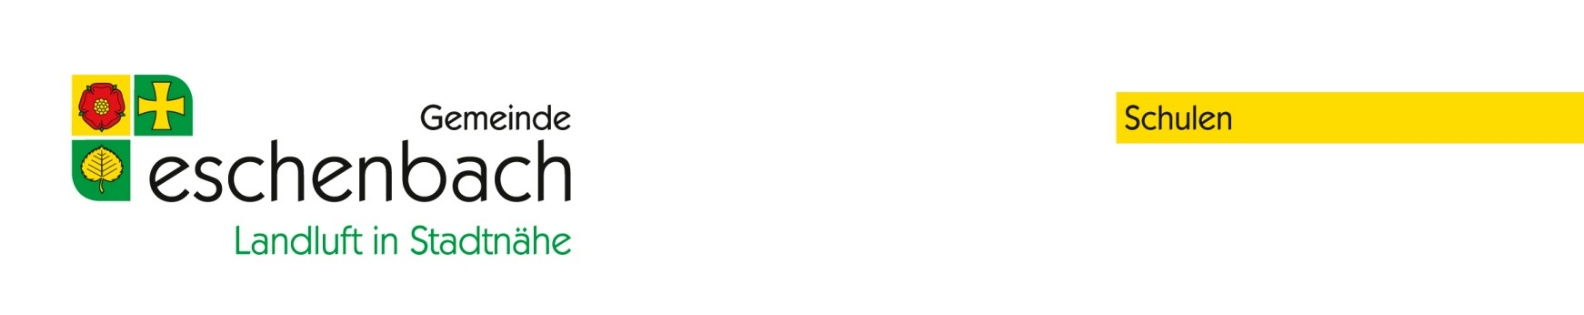 Gemeinde
eschenbach
Landluft in Stadtnähe
Schulen